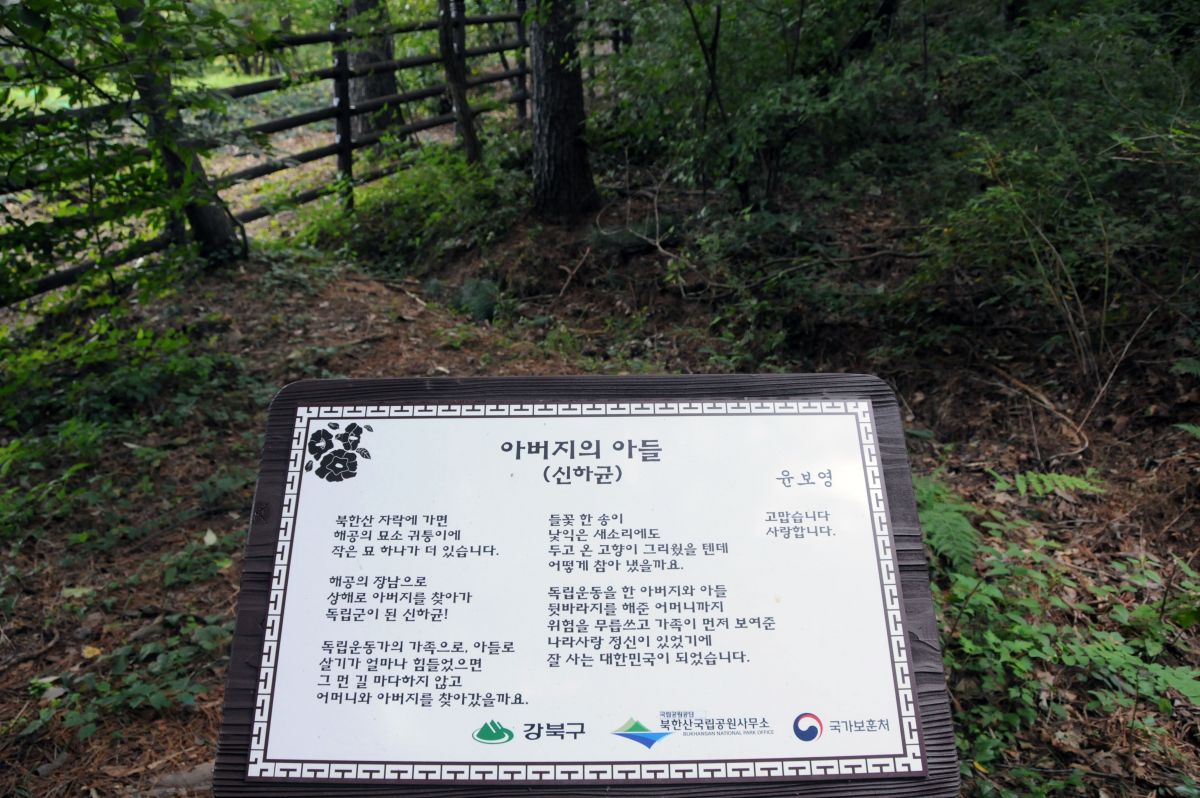 아버지의 아들
(신하균)
윤보영
북한산 자락에 가면
해공의 묘소 귀퉁이에
작은 묘 하나가 더 있습니다.
해공의 장남으로
상해로 아버지를 찾아가
독립군이 된 신하균!
독립운동가의 가족으로, 아들로
살기가 얼마나 힘들었으면
그 먼 길 마다하지 않고
어머니와 아버지를 찾아갔을까요.
들꽃 한 송이
낯익은 새소리에도
두고 온 고향이 그리웠을 텐데
어떻게 참아 냈을까요.
독립운동을 한 아버지와 아들
뒷바라지를 해준 어머니까지
위험을 무릅쓰고 가족이 먼저 보여준
나라사랑 정신이 있었기에
잘 사는 대한민국이 되었습니다.
고맙습니다
사랑합니다.
강북구
국립공원공단
북한산국립공원사무소
BUKHANSAN NATIONAL PARK OFFICE
국가보훈처